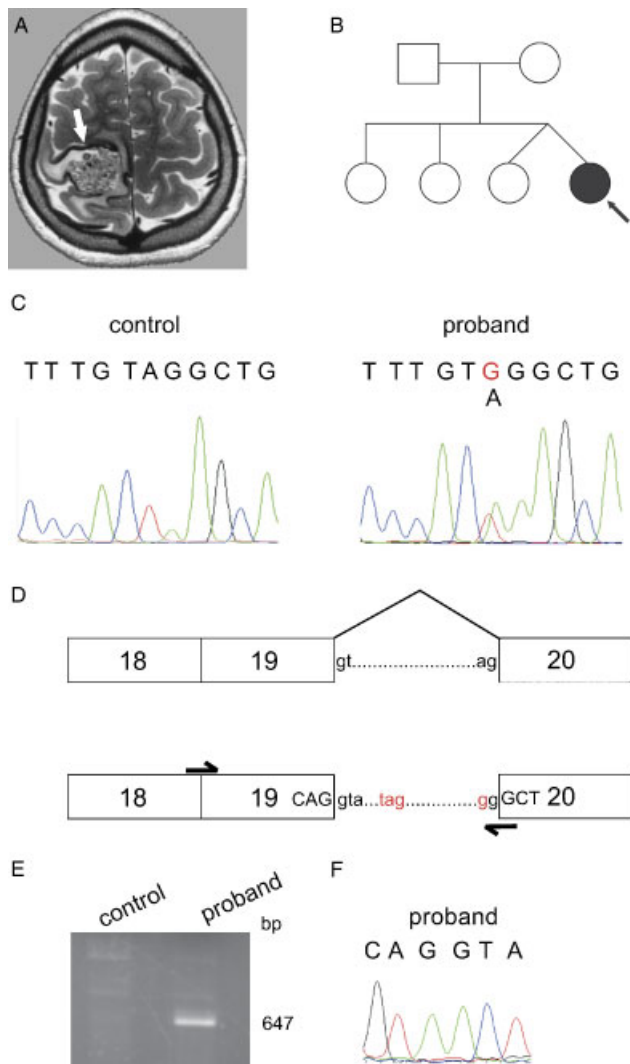 A
B
C
control
proband
T T T G T A G G C T G
T T T G T G G G C T G
A
D
18 19 gt.......................ag 20
18 19 CAG gta....tag.................gg GCT 20
E
control
proband
bp
647
F
proband
C A G G T A